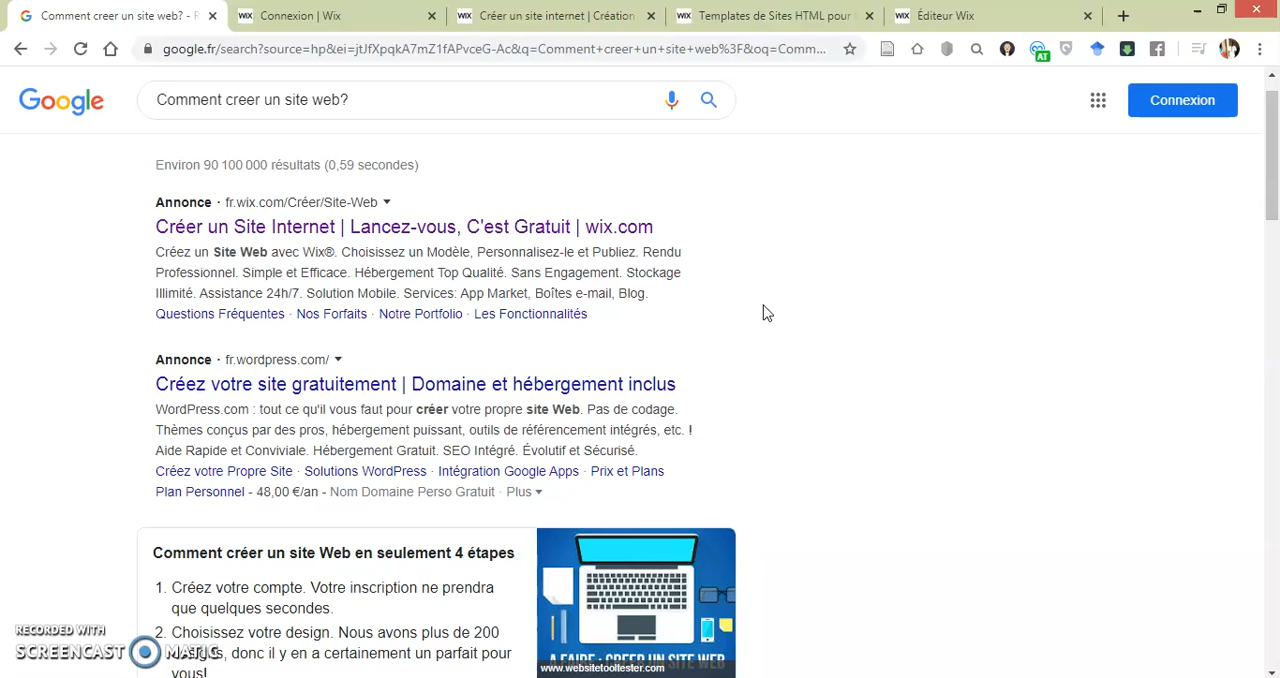 Comment creer un site web? - R
Connexion | Wix
Créer un site internet | Création
Templates de Sites HTML pour
Éditeur Wix
google.fr/search?source=hp&ei=jtJfXpqkA7mZ1fAPvceG-Ac&q=Comment+creer+un+site+web%3F&oq=Comm...
AT
Google
Comment creer un site web?
Connexion
Environ 90 100 000 résultats (0,59 secondes)
Annonce · fr.wix.com/Créer/Site-Web
Créer un Site Internet | Lancez-vous, C'est Gratuit | wix.com
Créez un Site Web avec Wix®. Choisissez un Modèle, Personnalisez-le et Publiez. Rendu
Professionnel. Simple et Efficace. Hébergement Top Qualité. Sans Engagement. Stockage
Illimité. Assistance 24h/7. Solution Mobile. Services: App Market, Boîtes e-mail, Blog.
Questions Fréquentes · Nos Forfaits · Notre Portfolio · Les Fonctionnalités
Annonce · fr.wordpress.com/
Créez votre site gratuitement | Domaine et hébergement inclus
WordPress.com : tout ce qu'il vous faut pour créer votre propre site Web. Pas de codage.
Thèmes conçus par des pros, hébergement puissant, outils de référencement intégrés, etc. !
Aide Rapide et Conviviale. Hébergement Gratuit. SEO Intégré. Évolutif et Sécurisé.
Créez votre Propre Site · Solutions WordPress · Intégration Google Apps · Prix et Plans
Plan Personnel - 48,00 €/an - Nom Domaine Perso Gratuit · Plus
Comment créer un site Web en seulement 4 étapes
1. Créez votre compte. Votre inscription ne prendra
que quelques secondes.
2. Choisissez votre design. Nous avons plus de 200
donc il y en a certainement un parfait pour
vous!
A FAIRE : CREER UN SITE WEB
www.websitetooltester.com
RECORDED WITH
SCREENCAST MATIC